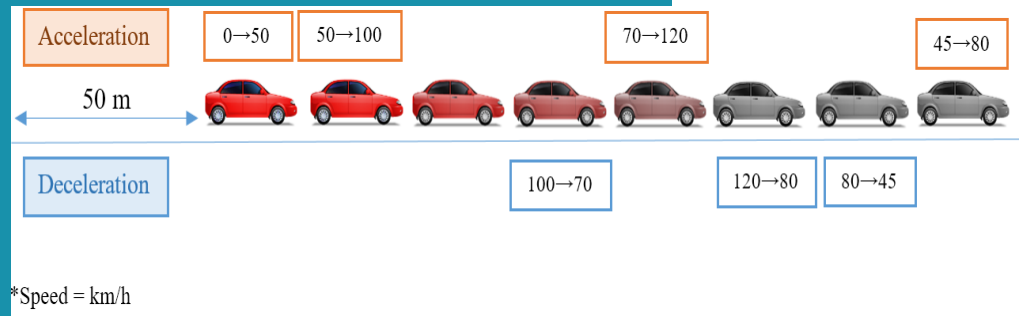 Acceleration
0→50
50→100
70→120
45→80
50 m
Deceleration
100→70
120→80
80→45
*Speed = km/h